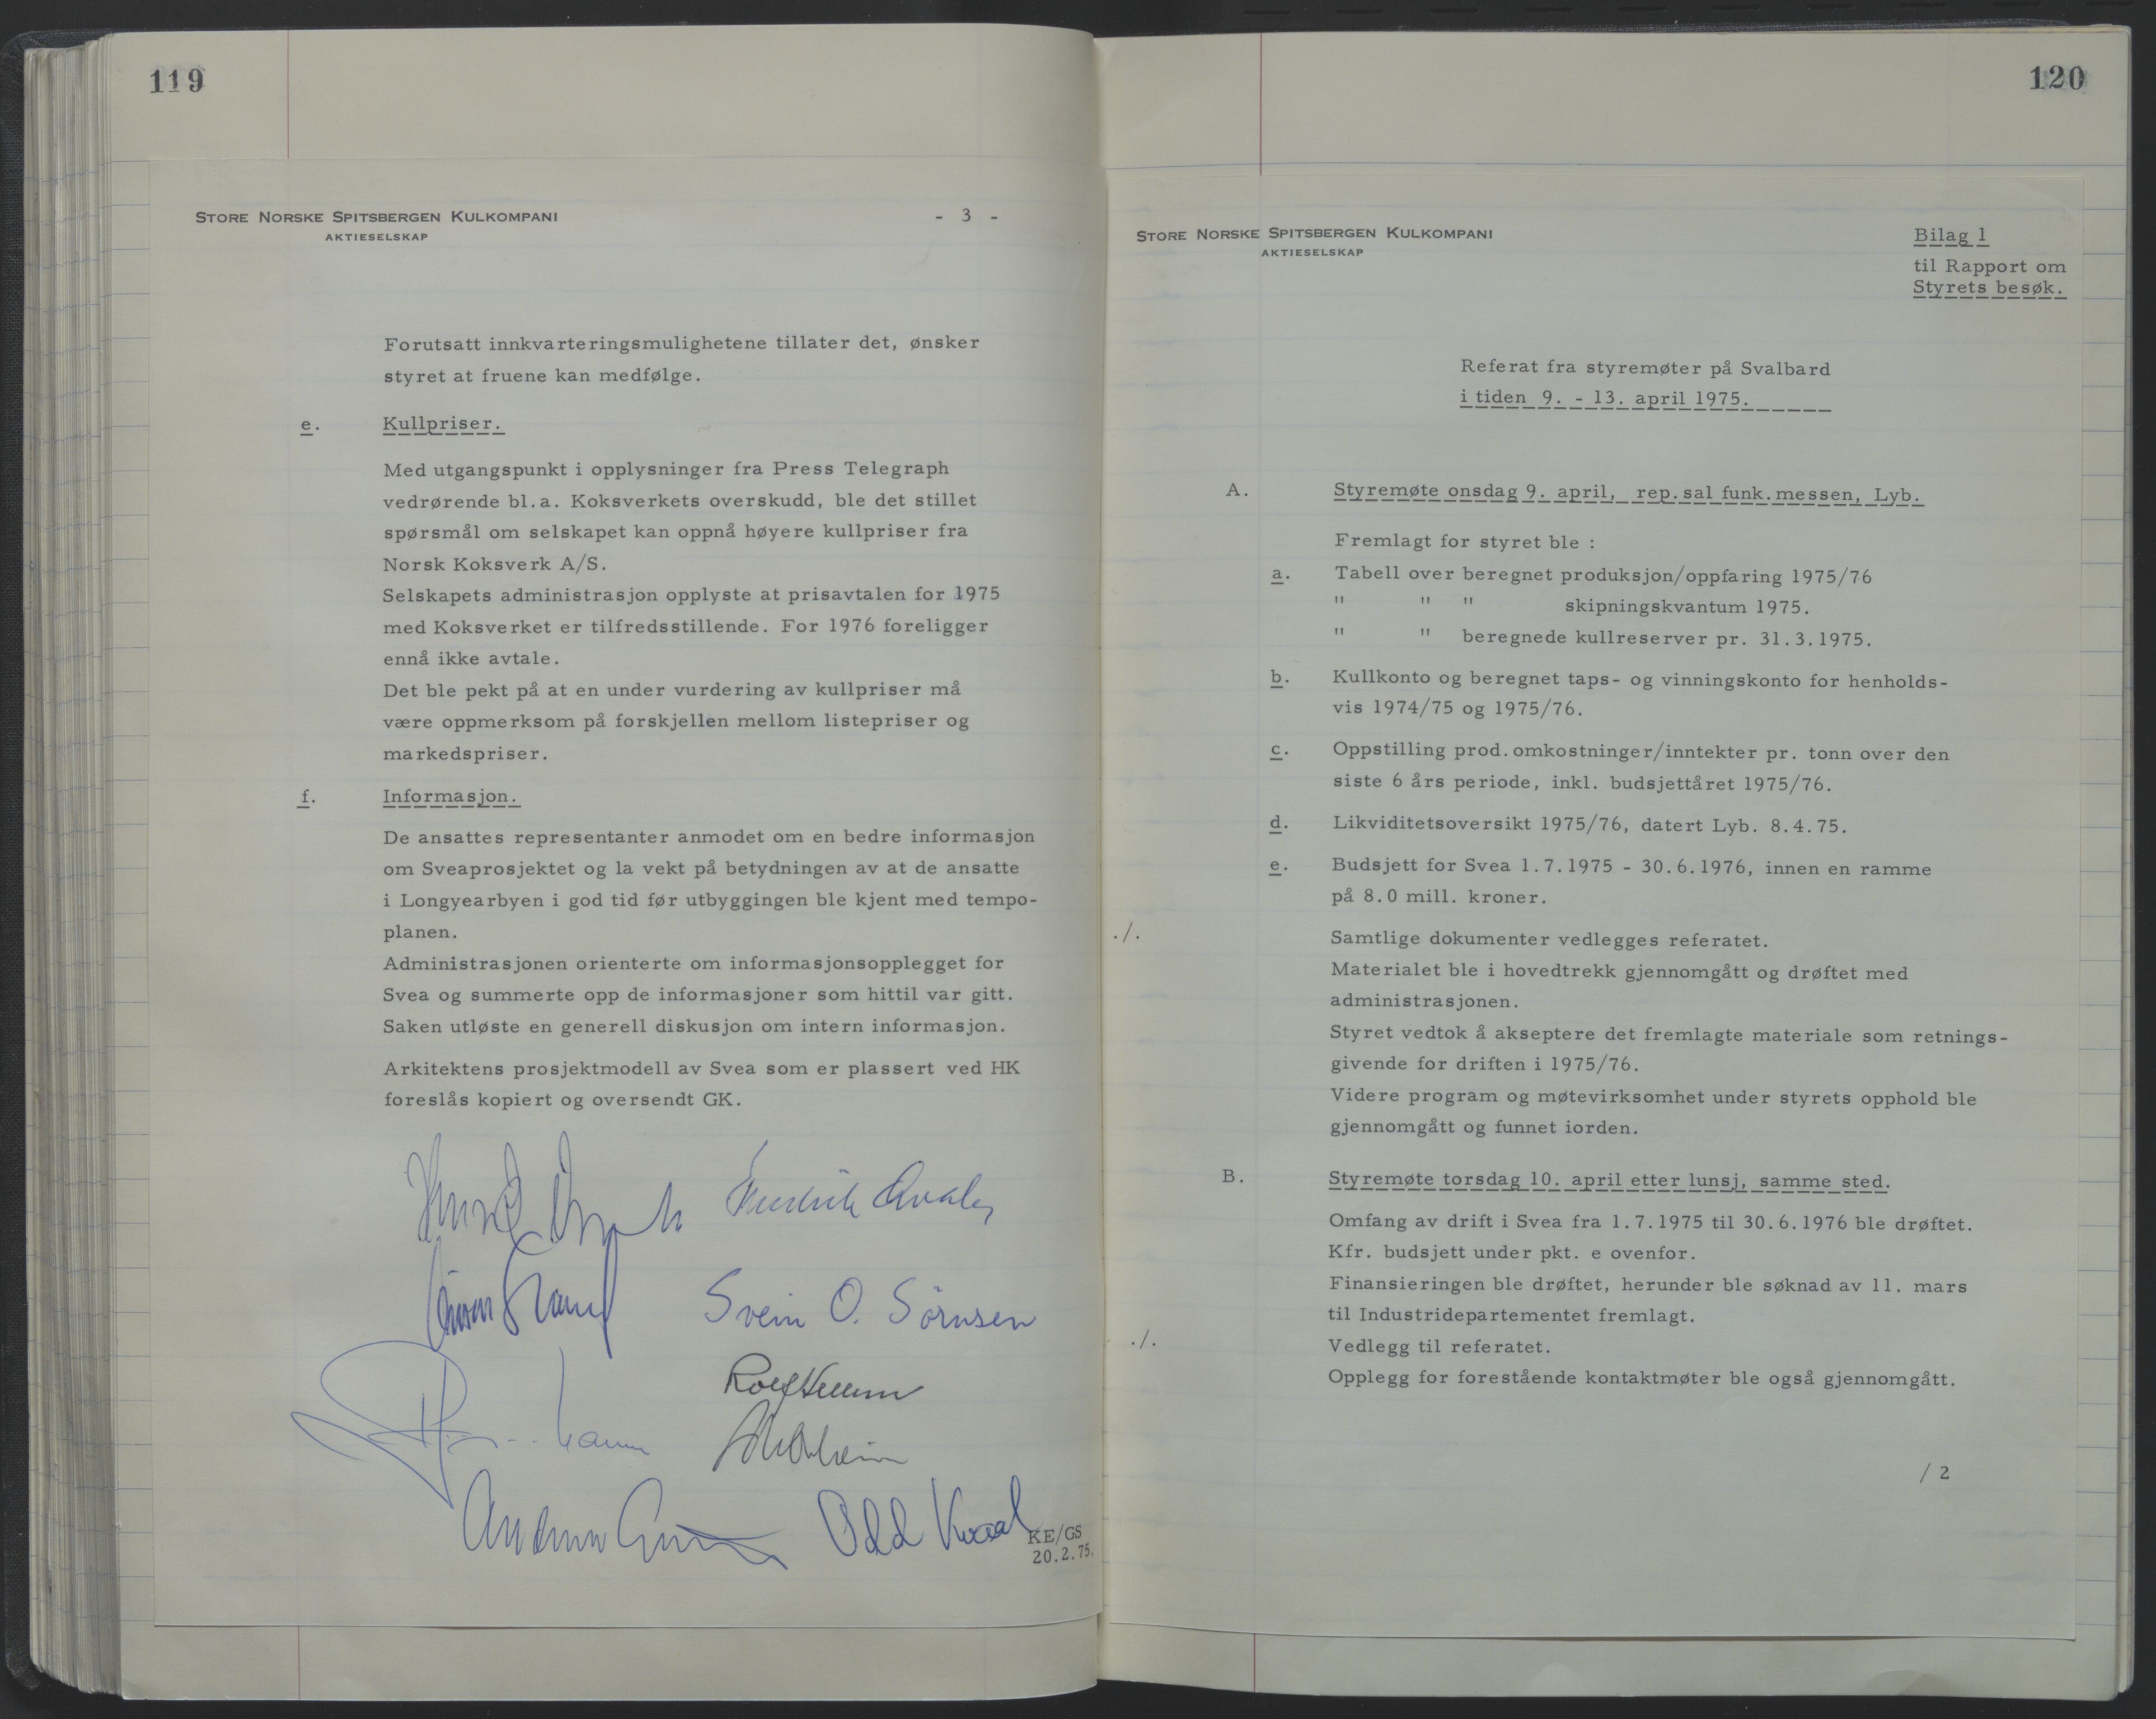 119
STORE NORSKE SPITSBERGEN KULKOMPANI
AKTIESELSKAP
- 3 -
Forutsatt innkvarteringsmulighetene tillater det, ønsker
styret at fruene kan medfølge.
e. Kullpriser.
Med utgangspunkt i opplysninger fra Press Telegraph
vedrørende bl.a. Koksverkets overskudd, ble det stillet
spørsmål om selskapet kan oppnå høyere kullpriser fra
Norsk Koksverk A/S.
Selskapets administrasjon opplyste at prisavtalen for 1975
med Koksverket er tilfredsstillende. For 1976 foreligger
ennå ikke avtale.
Det ble pekt på at en under vurdering av kullpriser må
være oppmerksom på forskjellen mellom listepriser og
markedspriser.
f. Informasjon.
De ansattes representanter anmodet om en bedre informasjon
om Sveaprosjektet og la vekt på betydningen av at de ansatte
i Longyearbyen i god tid før utbyggingen ble kjent med tempo-
planen.
Administrasjonen orienterte om informasjonsopplegget for
Svea og summerte opp de informasjoner som hittil var gitt.
Saken utløste en generell diskusjon om intern informasjon.
Arkitektens prosjektmodell av Svea som er plassert ved HK
foreslås kopiert og oversendt GK.
Svein O. Sörnsen
Odd
KE/GS
20.2.75.
120
STORE NORSKE SPITSBERGEN KULKOMPANI
AKTIESELSKAP
Bilag 1
til Rapport om
Styrets besøk.
Referat fra styremøter på Svalbard
i tiden 9. - 13. april 1975.
A. Styremøte onsdag 9. april, rep.sal funk.messen, Lyb.
Fremlagt for styret ble :
a. Tabell over beregnet produksjon/oppfaring 1975/76
" " " skipningskvantum 1975.
" " beregnede kullreserver pr. 31.3.1975.
b. Kullkonto og beregnet taps- og vinningskonto for henholds-
vis 1974/75 og 1975/76.
c. Oppstilling prod.omkostninger/inntekter pr. tonn over den
siste 6 års periode, inkl. budsjettåret 1975/76.
d. Likviditetsoversikt 1975/76, datert Lyb. 8.4.75.
e. Budsjett for Svea 1.7.1975 - 30.6.1976, innen en ramme
på 8.0 mill. kroner.
./. Samtlige dokumenter vedlegges referatet.
Materialet ble i hovedtrekk gjennomgått og drøftet med
administrasjonen.
Styret vedtok å akseptere det fremlagte materiale som retnings-
givende for driften i 1975/76.
Videre program og møtevirksomhet under styrets opphold ble
gjennomgått og funnet iorden.
B. Styremøte torsdag 10. april etter lunsj, samme sted.
Omfang av drift i Svea fra 1.7.1975 til 30.6.1976 ble drøftet.
Kfr. budsjett under pkt. e ovenfor.
Finansieringen ble drøftet, herunder ble søknad av 11. mars
til Industridepartementet fremlagt.
./. Vedlegg til referatet.
Opplegg for forestående kontaktmøter ble også gjennomgått.
/ 2